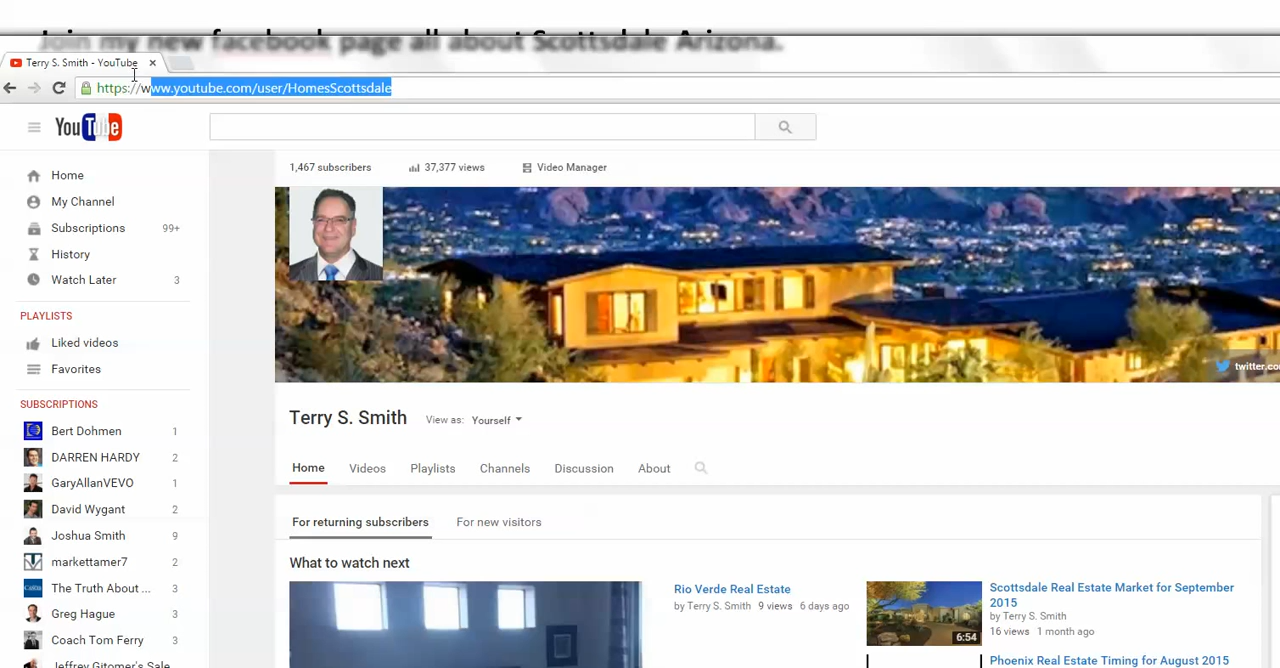 Join my new facebook page all about Scottsdale Arizona.
Terry S. Smith - YouTube
https://www.youtube.com/user/HomesScottsdale
YouTube
1,467 subscribers
37,377 views
Video Manager
Home
My Channel
Subscriptions 99+
History
Watch Later 3
PLAYLISTS
Liked videos
Favorites
SUBSCRIPTIONS
Bert Dohmen 1
DARREN HARDY 2
GaryAllanVEVO 1
David Wygant 2
Joshua Smith 9
markettamer7 2
The Truth About ... 3
Greg Hague 3
Coach Tom Ferry 3
Jeffrey Gitomer's Sale
twitter.co
Terry S. Smith
View as: Yourself
Home
Videos
Playlists
Channels
Discussion
About
For returning subscribers
For new visitors
What to watch next
Rio Verde Real Estate
by Terry S. Smith 9 views 6 days ago
6:54
Scottsdale Real Estate Market for September
2015
by Terry S. Smith
16 views 1 month ago
Phoenix Real Estate Timing for August 2015